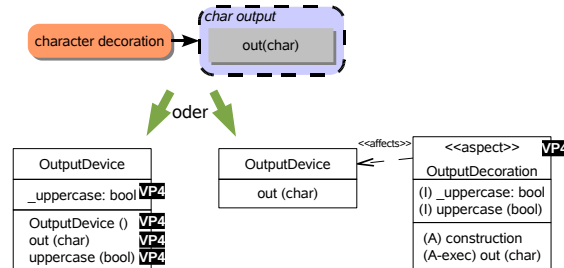 char output
character decoration
out(char)
oder
OutputDevice
_uppercase: bool VP4
OutputDevice () VP4
out (char) VP4
uppercase (bool) VP4
OutputDevice
out (char)
<<affects>>
<<aspect>> VP4
OutputDecoration
(I) _uppercase: bool
(I) uppercase (bool)
(A) construction
(A-exec) out (char)